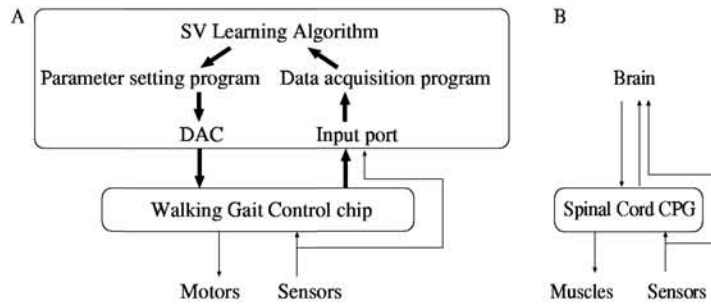 A
SV Learning Algorithm
Parameter setting program
Data acquisition program
DAC
Input port
Walking Gait Control chip
Motors
Sensors
B
Brain
Spinal Cord CPG
Muscles
Sensors